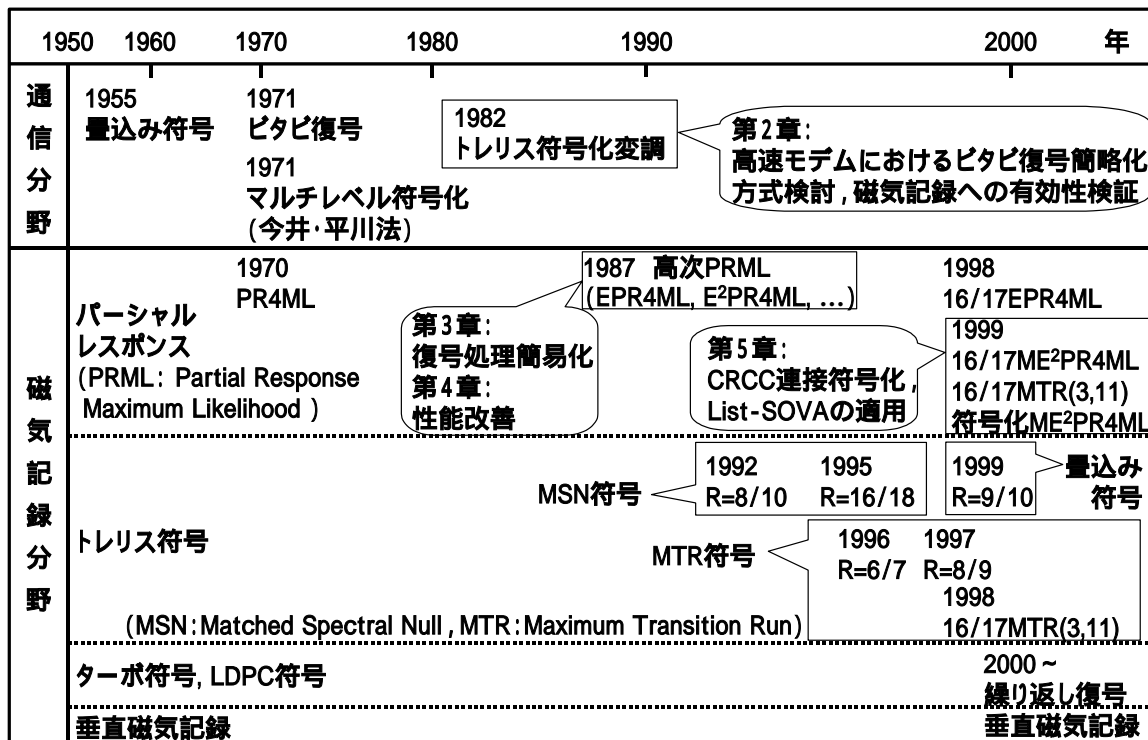 1950 1960 1970 1980 1990 2000 年
通信分野
1955
畳込み符号
1971
ビタビ復号
1971
マルチレベル符号化
(今井・平川法)
1982
トレリス符号化変調
第2章:
高速モデムにおけるビタビ復号簡略化
方式検討,磁気記録への有効性検証
磁気記録分野
パーシャル
レスポンス
(PRML: Partial Response
Maximum Likelihood )
1970
PR4ML
1987 高次PRML
(EPR4ML, E²PR4ML, …)
第3章:
復号処理簡易化
第4章:
性能改善
第5章:
CRCC連接符号化,
List-SOVAの適用
1998
16/17EPR4ML
1999
16/17ME²PR4ML
16/17MTR(3,11)
符号化ME²PR4ML
トレリス符号
MSN符号
1992 1995
R=8/10 R=16/18
1999
R=9/10
畳込み
符号
MTR符号
1996 1997
R=6/7 R=8/9
1998
16/17MTR(3,11)
(MSN:Matched Spectral Null,MTR:Maximum Transition Run)
ターボ符号, LDPC符号
2000~
繰り返し復号
垂直磁気記録
垂直磁気記録